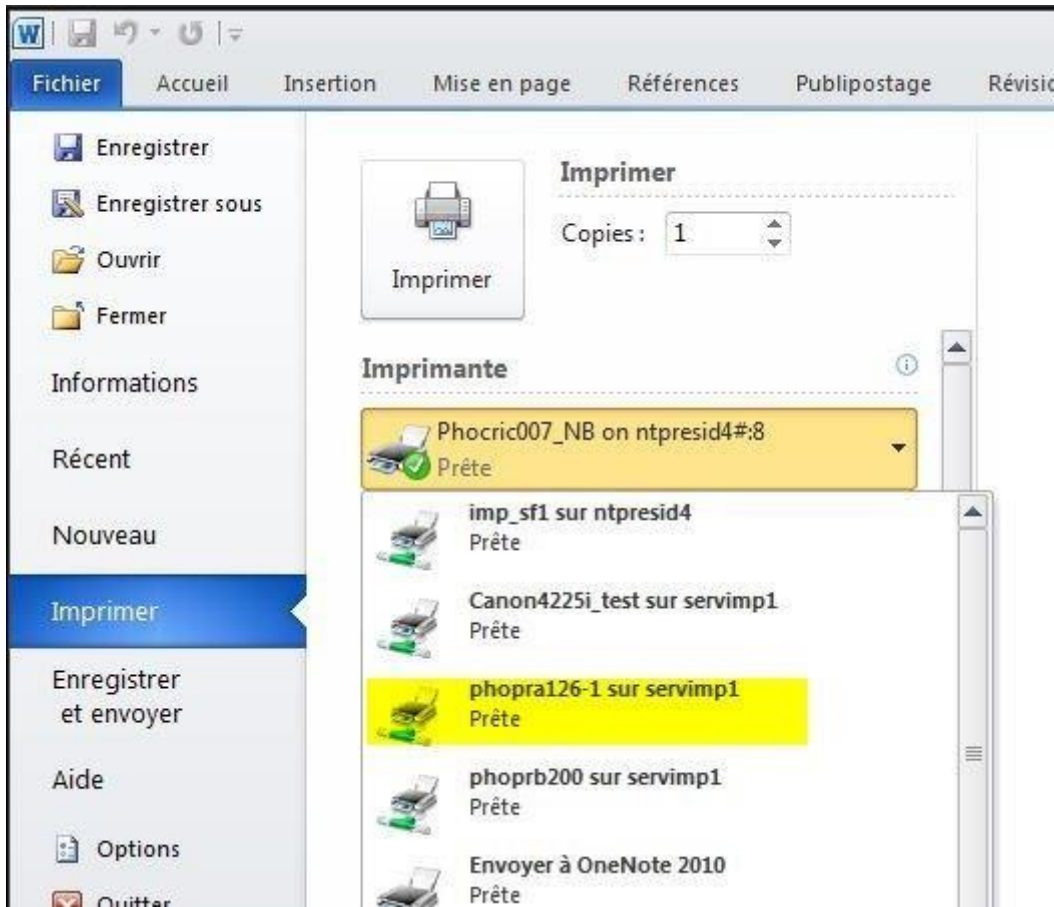 W
Fichier Accueil Insertion Mise en page Références Publipostage Révisio
Enregistrer
Enregistrer sous
Ouvrir
Fermer
Informations
Récent
Nouveau
Imprimer
Enregistrer
et envoyer
Aide
Options
Quitter
Imprimer
Imprimer
Copies : 1
Imprimante
Phocric007_NB on ntpresid4#:8
Prête
imp_sf1 sur ntpresid4
Prête
Canon4225i_test sur servimp1
Prête
phopra126-1 sur servimp1
Prête
phoprb200 sur servimp1
Prête
Envoyer à OneNote 2010
Prête